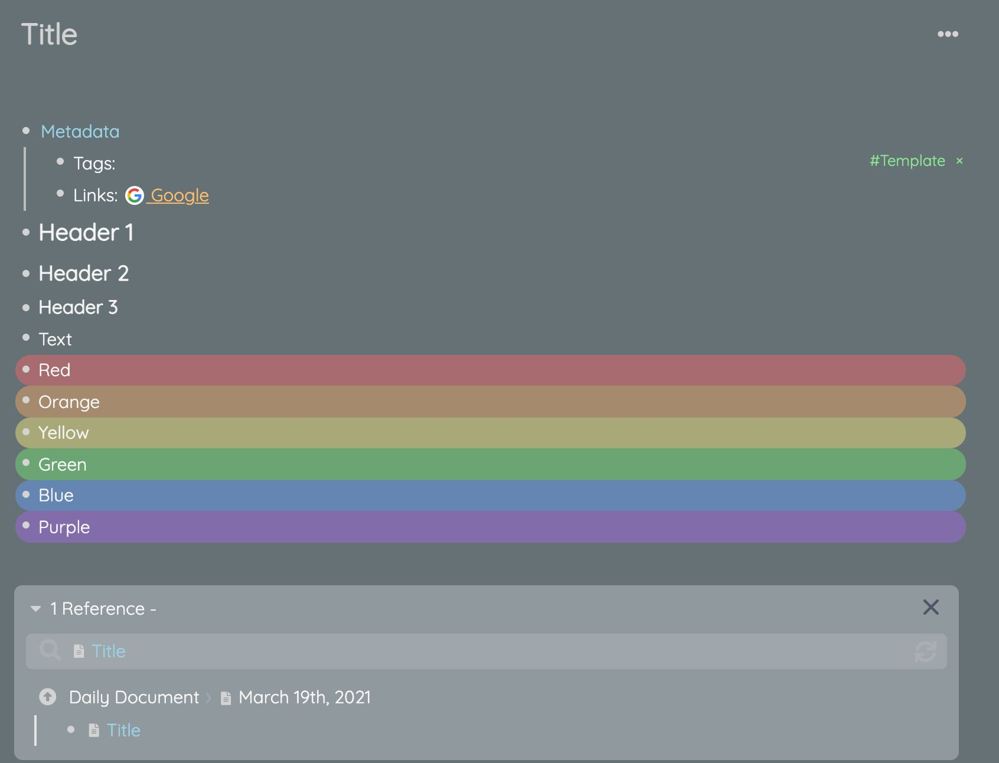 Title
Metadata
Tags: #Template ×
Links: Google
Header 1
Header 2
Header 3
Text
Red
Orange
Yellow
Green
Blue
Purple
1 Reference -
Title
Daily Document › March 19th, 2021
Title